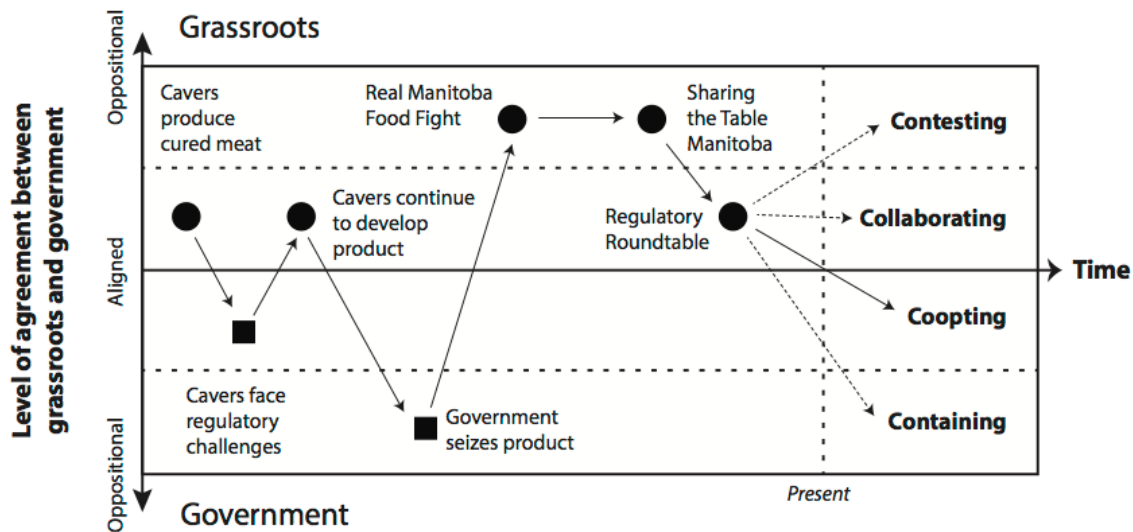 Grassroots
Oppositional
Aligned
Oppositional
Level of agreement between
grassroots and government
Cavers
produce
cured meat
Real Manitoba
Food Fight
Sharing
the Table
Manitoba
Contesting
Cavers continue
to develop
product
Regulatory
Roundtable
Collaborating
Time
Coopting
Cavers face
regulatory
challenges
Government
seizes product
Containing
Present
Government